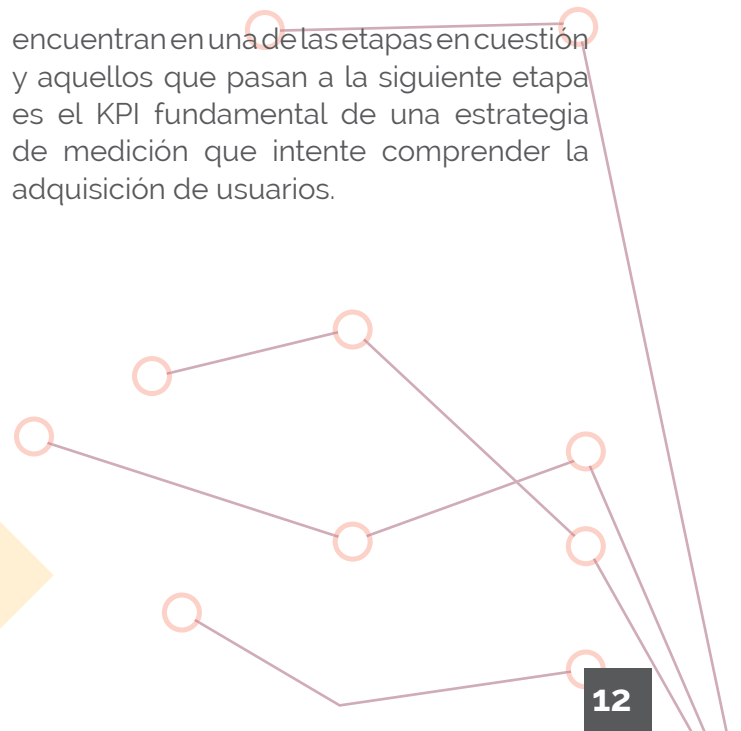 encuentran en una de las etapas en cuestión
y aquellos que pasan a la siguiente etapa
es el KPI fundamental de una estrategia
de medición que intente comprender la
adquisición de usuarios.
12